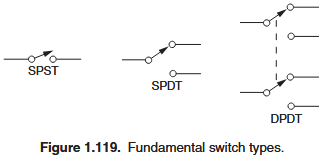 SPST
SPDT
DPDT
Figure 1.119. Fundamental switch types.